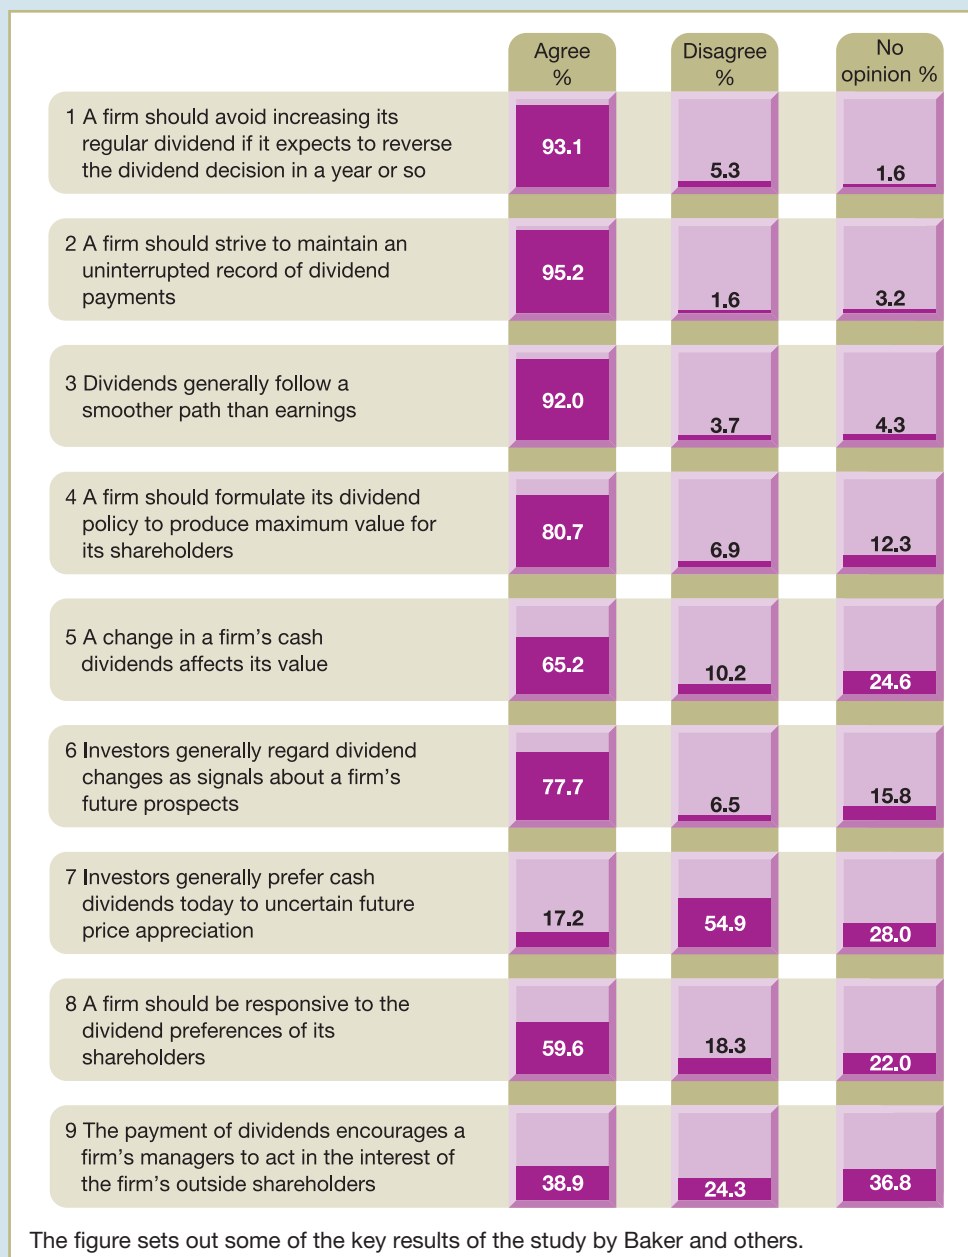 Agree
%
Disagree
%
No
opinion %
1 A firm should avoid increasing its
regular dividend if it expects to reverse
the dividend decision in a year or so
93.1
5.3
1.6
2 A firm should strive to maintain an
uninterrupted record of dividend
payments
95.2
1.6
3.2
3 Dividends generally follow a
smoother path than earnings
92.0
3.7
4.3
4 A firm should formulate its dividend
policy to produce maximum value for
its shareholders
80.7
6.9
12.3
5 A change in a firm’s cash
dividends affects its value
65.2
10.2
24.6
6 Investors generally regard dividend
changes as signals about a firm’s
future prospects
77.7
6.5
15.8
7 Investors generally prefer cash
dividends today to uncertain future
price appreciation
17.2
54.9
28.0
8 A firm should be responsive to the
dividend preferences of its
shareholders
59.6
18.3
22.0
9 The payment of dividends encourages a
firm’s managers to act in the interest of
the firm’s outside shareholders
38.9
24.3
36.8
The figure sets out some of the key results of the study by Baker and others.